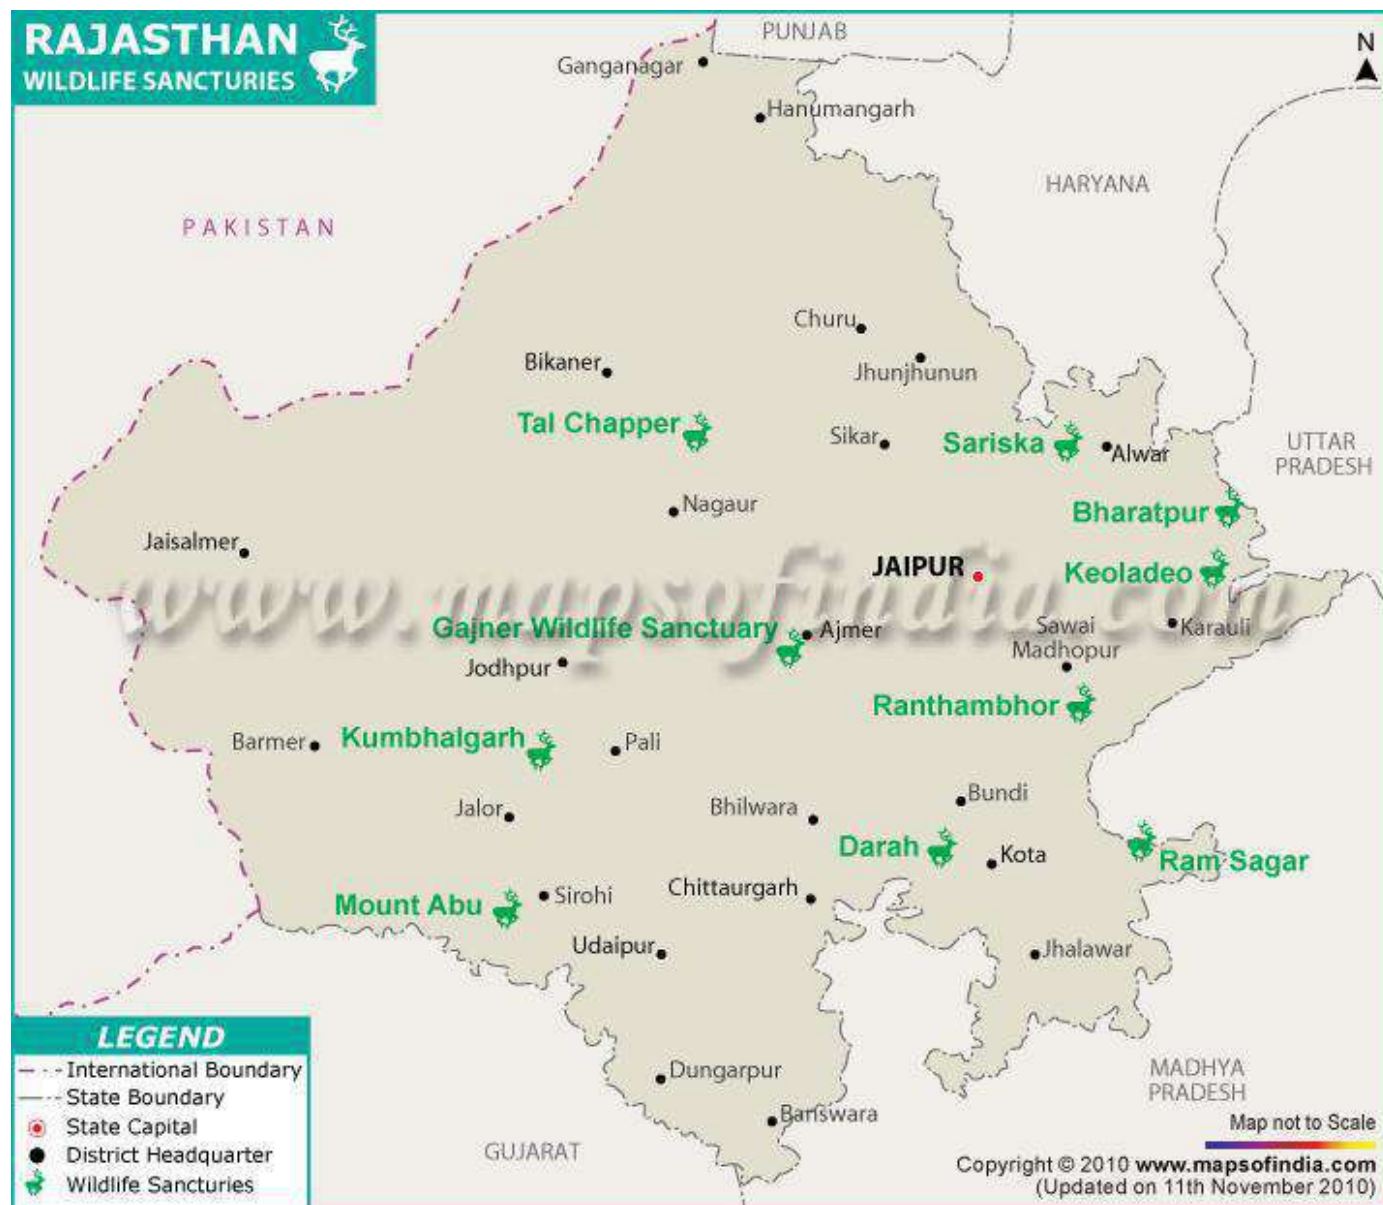 RAJASTHAN
WILDLIFE SANCTURIES
PUNJAB
N
Ganganagar
Hanumangarh
HARYANA
PAKISTAN
Churu
Bikaner
Jhunjhunun
Tal Chapper
Sikar
Sariska
Alwar
UTTAR
PRADESH
Nagaur
Bharatpur
Jaisalmer
JAIPUR
Keoladeo
www.mapsofindia.com
Gajner Wildlife Sanctuary
Ajmer
Sawai
Madhopur
Karauli
Jodhpur
Ranthambhor
Barmer
Kumbhalgarh
Pali
Jalor
Bhilwara
Bundi
Darah
Kota
Ram Sagar
Mount Abu
Sirohi
Chittaurgarh
Udaipur
Jhalawar
LEGEND
International Boundary
State Boundary
State Capital
District Headquarter
Wildlife Sancturies
Dungarpur
Banswara
GUJARAT
MADHYA
PRADESH
Map not to Scale
Copyright © 2010 www.mapsofindia.com
(Updated on 11th November 2010)